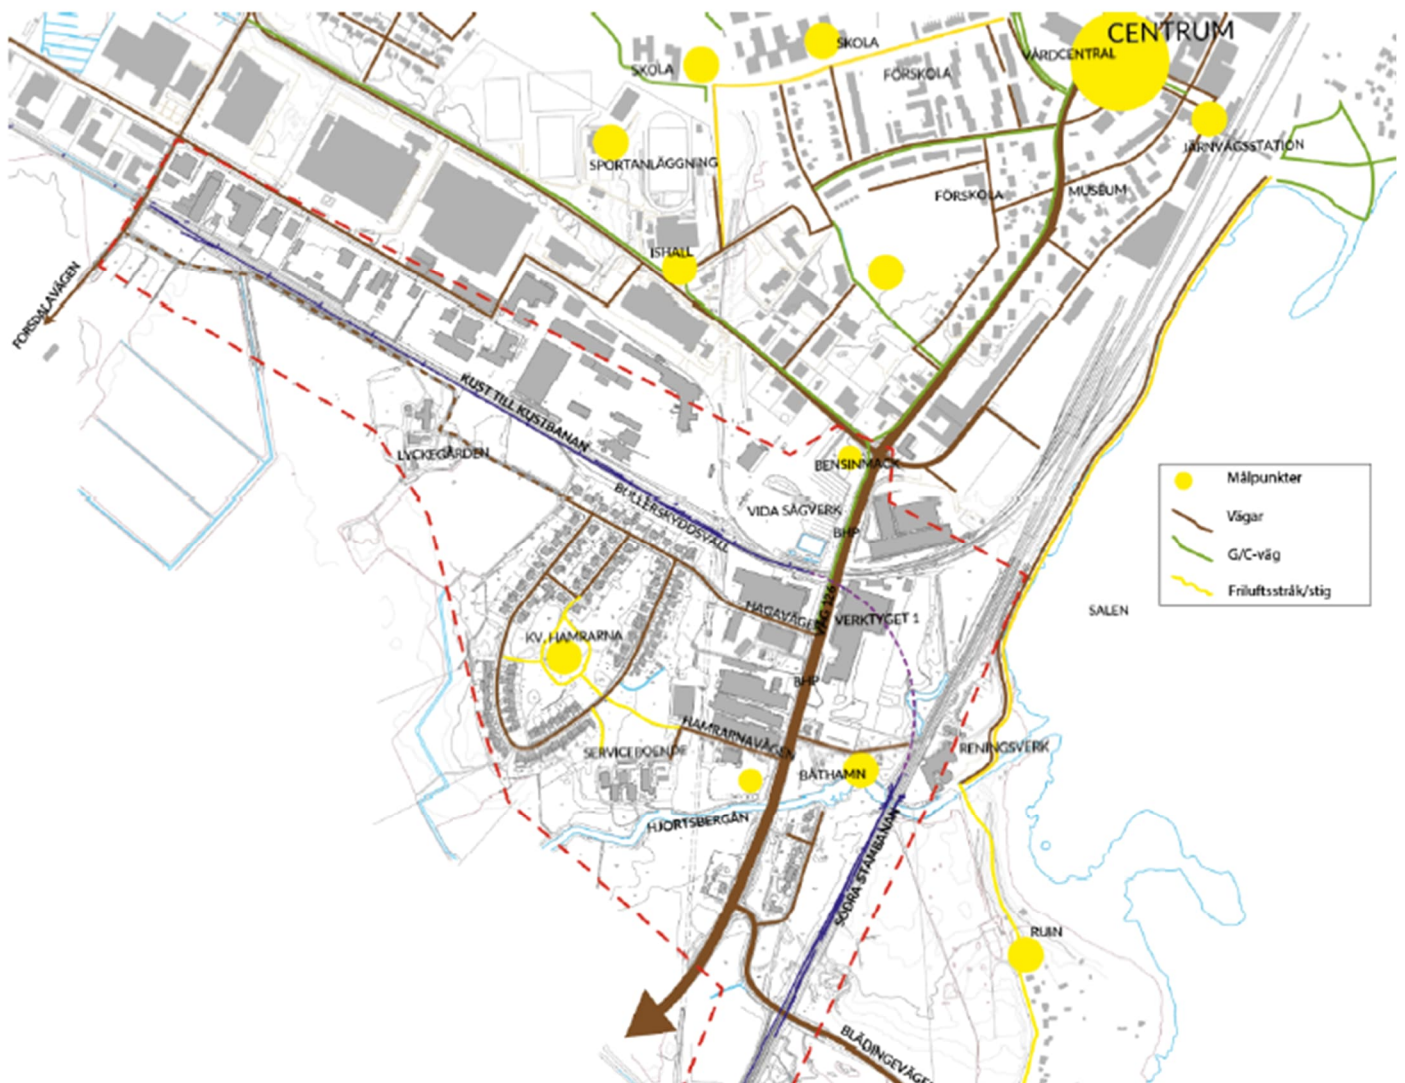 CENTRUM
SKOLA
VÅRDCENTRAL
SKOLA
FÖRSKOLA
JÄRNVÄGSSTATION
SPORTANLÄGGNING
MUSEUM
FÖRSKOLA
ISHALL
FORSDALAVÄGEN
KUST TILL KUSTBANAN
LYCKEGÅRDEN
BENSINMACK
Målpunkter
BULLERSKYDDSVALL
VIDA SÅGVERK
Vägar
BHP
G/C-väg
Friluftsstråk/stig
HAGAVÄGEN
VÄG 126
VERKTYGET 1
SALEN
KV. HAMRARNA
BHP
HAMRARNAVÄGEN
SERVICEBOENDE
RENINGSVERK
BÅTHAMN
HJORTSBERGÅN
SÖDRA STAMBANAN
RUIN
BLÄDINGEVÄGEN